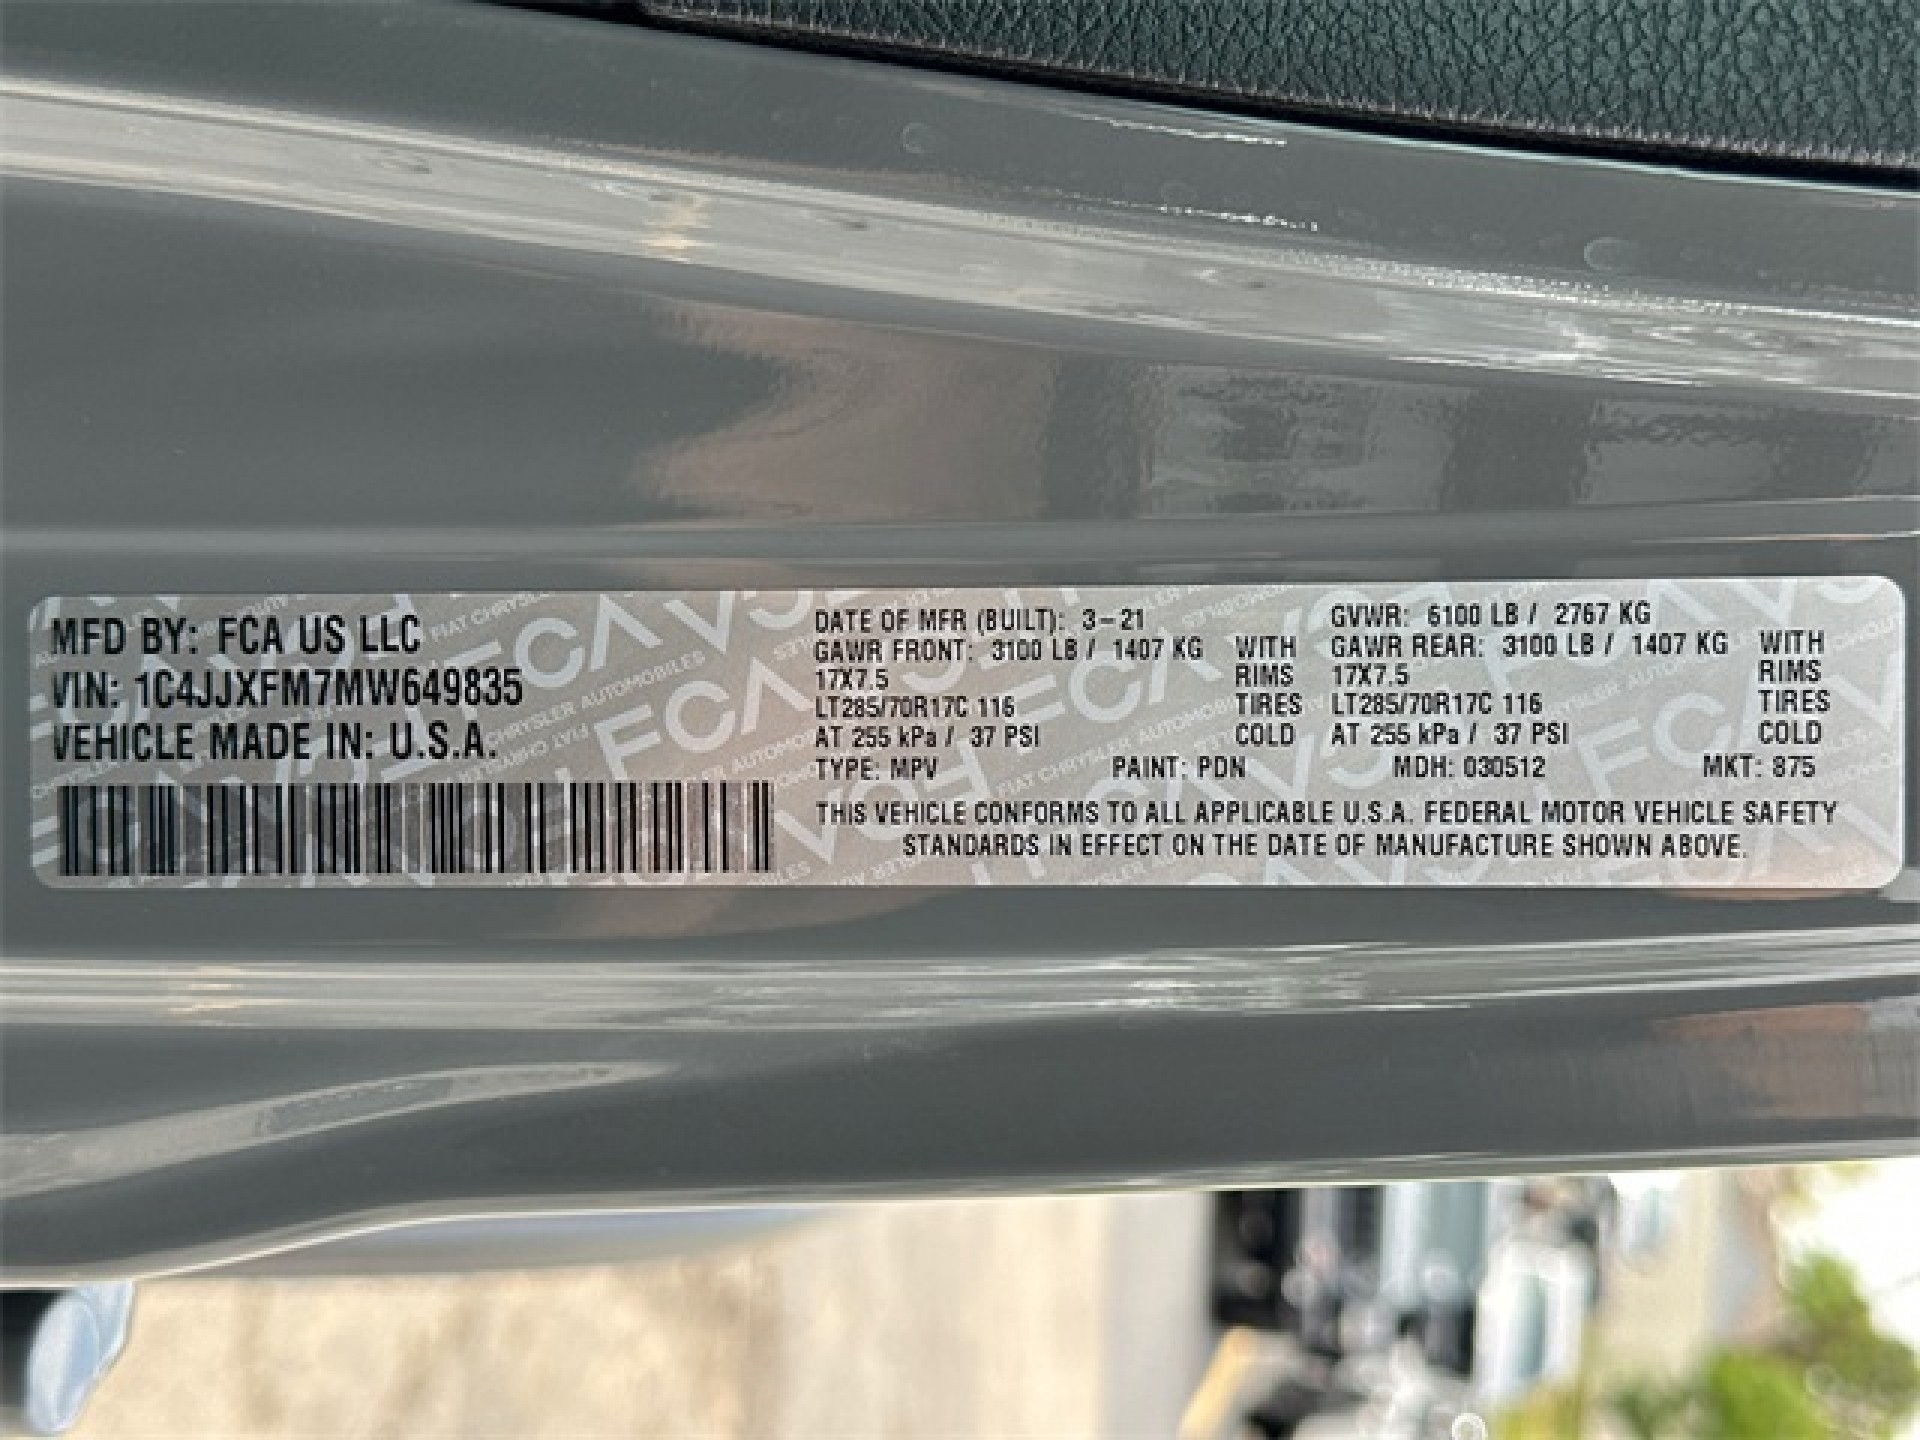 MFD BY: FCA US LLC
VIN: 1C4JJXFM7MW649835
VEHICLE MADE IN: U.S.A.
DATE OF MFR (BUILT): 3-21 GVWR: 6100 LB / 2767 KG
GAWR FRONT: 3100 LB / 1407 KG WITH GAWR REAR: 3100 LB / 1407 KG WITH
17X7.5 RIMS 17X7.5 RIMS
LT285/70R17C 116 TIRES LT285/70R17C 116 TIRES
AT 255 kPa / 37 PSI COLD AT 255 kPa / 37 PSI COLD
TYPE: MPV PAINT: PDN MDH: 030512 MKT: 875
THIS VEHICLE CONFORMS TO ALL APPLICABLE U.S.A. FEDERAL MOTOR VEHICLE SAFETY
STANDARDS IN EFFECT ON THE DATE OF MANUFACTURE SHOWN ABOVE.